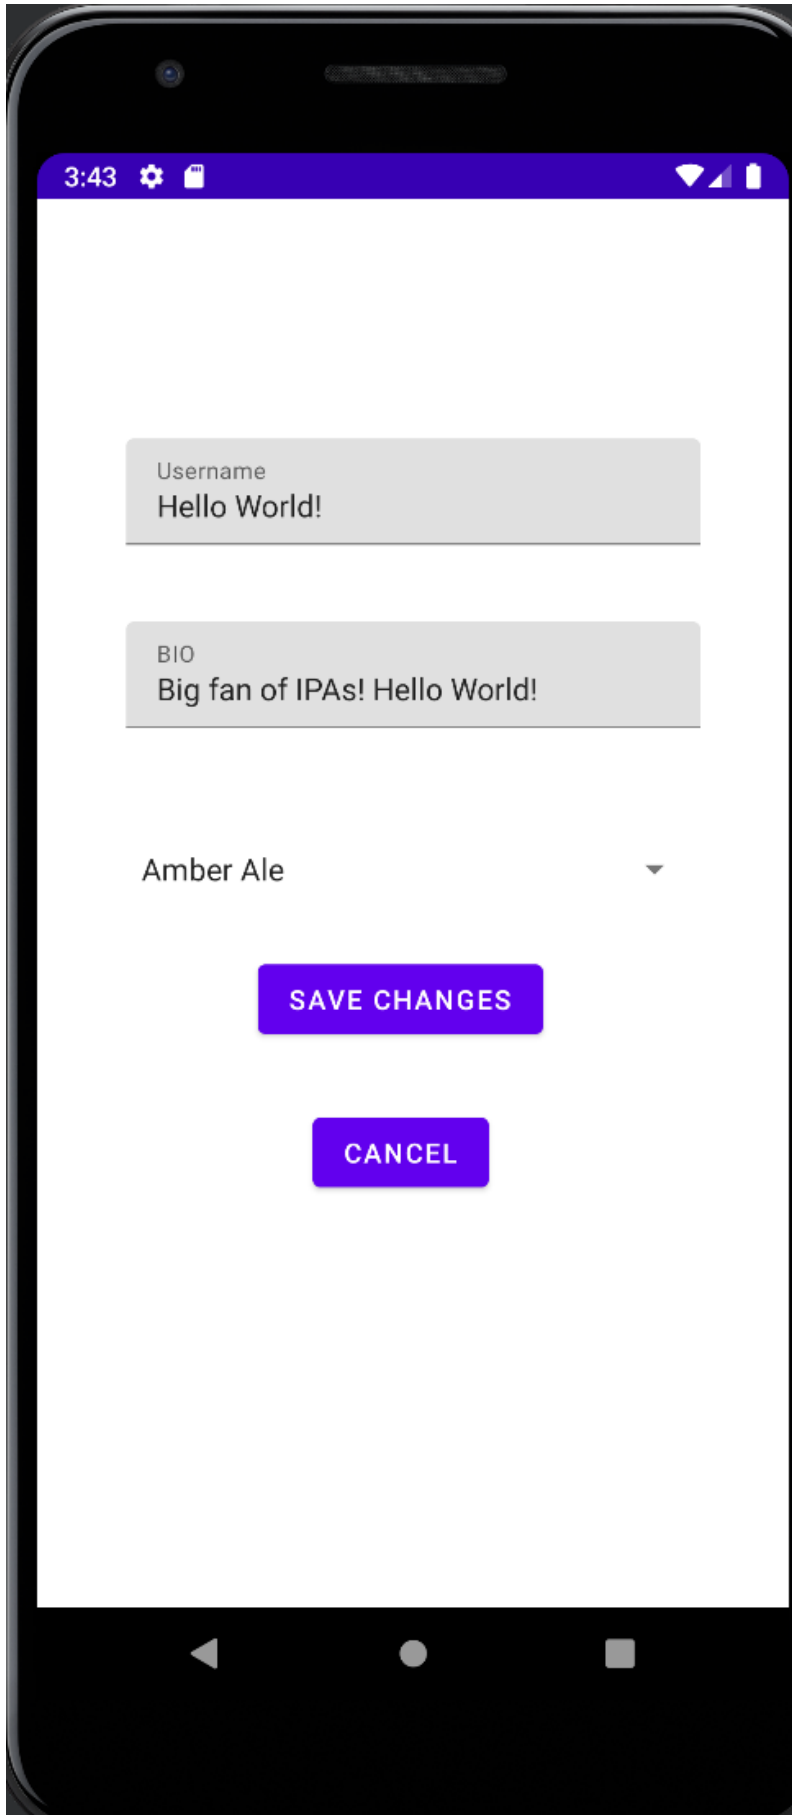 3:43
Username
Hello World!
BIO
Big fan of IPAs! Hello World!
Amber Ale
SAVE CHANGES
CANCEL